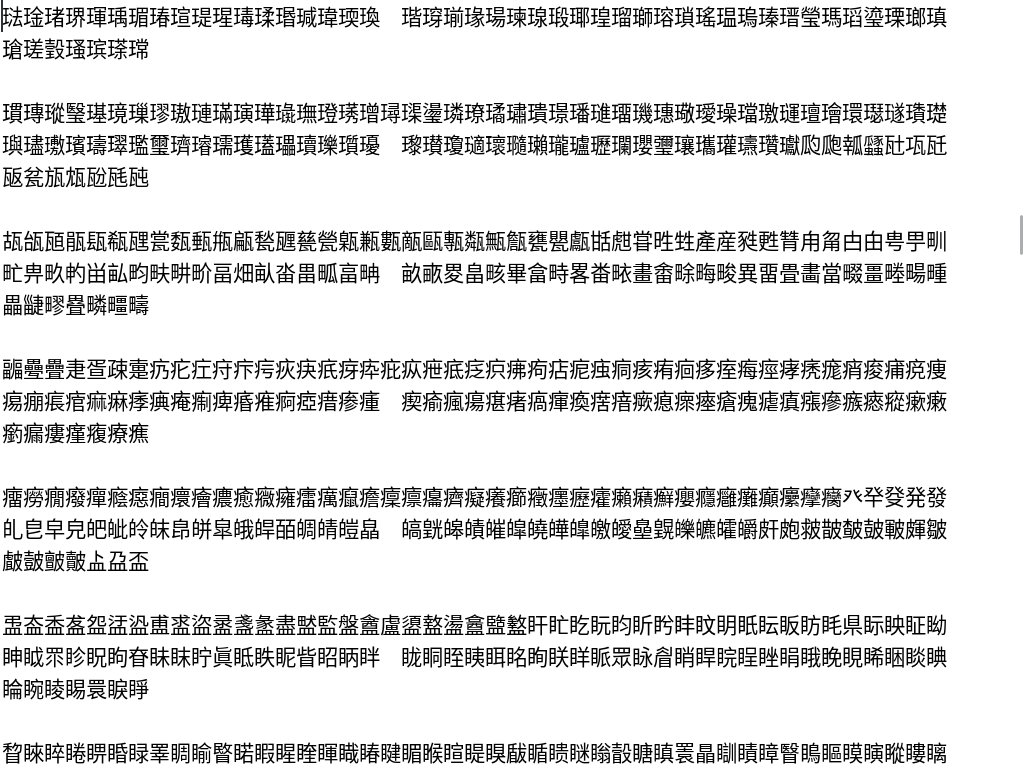 琺琻琽琾琿瑀瑂瑃瑄瑅瑆瑇瑈瑉瑊瑋瑌瑍　瑎瑏瑐瑑瑒瑓瑔瑖瑘瑝瑠瑡瑢瑣瑤瑥瑦瑧瑨瑩瑪瑫瑬瑮瑯瑱
瑲瑳瑴瑵瑸瑹瑺
瑻瑼瑽瑿璂璄璅璆璈璉璊璌璍璏璑璒璓璔璕璖璗璘璙璚璛璝璟璠璡璢璣璤璥璦璪璫璬璭璮璯環璱璲璳璴
璵璶璷璸璹璻璼璽璾璿瓀瓁瓂瓃瓄瓅瓆瓇　瓈瓉瓊瓋瓌瓍瓎瓏瓐瓑瓓瓔瓕瓖瓗瓘瓙瓚瓛瓝瓟瓡瓥瓧瓨瓩
瓪瓫瓬瓭瓰瓱瓲
瓳瓵瓸瓹瓺瓻瓼瓽瓾甀甁甂甃甅甆甇甈甉甊甋甌甎甐甒甔甕甖甗甛甝甞甠甡產産甤甦甧甪甮甴甶甹甼甽
甿畁畂畃畄畆畇畉畊畍畐畑畒畓畕畖畗畘　畝畞畟畠畡畢畣畤畧畨畩畫畬畭畮畯異畱畳畵當畷畺畻畼畽
畾疀疁疂疄疅疇
疈疉疊疌疍疎疐疓疕疘疛疜疞疢疦疧疨疩疪疭疶疷疺疻疿痀痁痆痋痌痎痏痐痑痓痗痙痚痜痝痟痠痡痥痩
痬痭痮痯痲痳痵痶痷痸痺痻痽痾瘂瘄瘆瘇　瘈瘉瘋瘍瘎瘏瘑瘒瘓瘔瘖瘚瘜瘝瘞瘡瘣瘧瘨瘬瘮瘯瘱瘲瘶瘷
瘹瘺瘻瘽癁療癄
癅癆癇癈癉癊癋癎癏癐癑癒癓癕癗癘癙癚癛癝癟癠癡癢癤癥癦癧癨癩癪癬癭癮癰癱癲癳癴癵癶癷癹発發
癿皀皁皃皅皉皊皌皍皏皐皒皔皕皗皘皚皛　皜皝皞皟皠皡皢皣皥皦皧皨皩皪皫皬皭皯皰皳皵皶皷皸皹皺
皻皼皽皾盀盁盃
盄盇盉盋盌盓盕盙盚盜盝盞盠盡盢監盤盦盧盨盩盪盫盬盭盰盳盵盶盷盺盻盽盿眀眂眃眅眆眊県眎眏眐眑
眒眓眔眕眖眗眘眛眜眝眞眡眣眤眥眧眪眫　眬眮眰眱眲眳眴眹眻眽眾眿睂睄睅睆睈睉睊睋睌睍睎睏睒睓
睔睕睖睗睘睙睜
睝睞睟睠睤睧睩睪睭睮睯睰睱睲睳睴睵睶睷睸睺睻睼瞁瞂瞃瞆瞇瞈瞉瞊瞋瞏瞐瞓瞔瞕瞖瞗瞘瞙瞚瞛瞜瞝